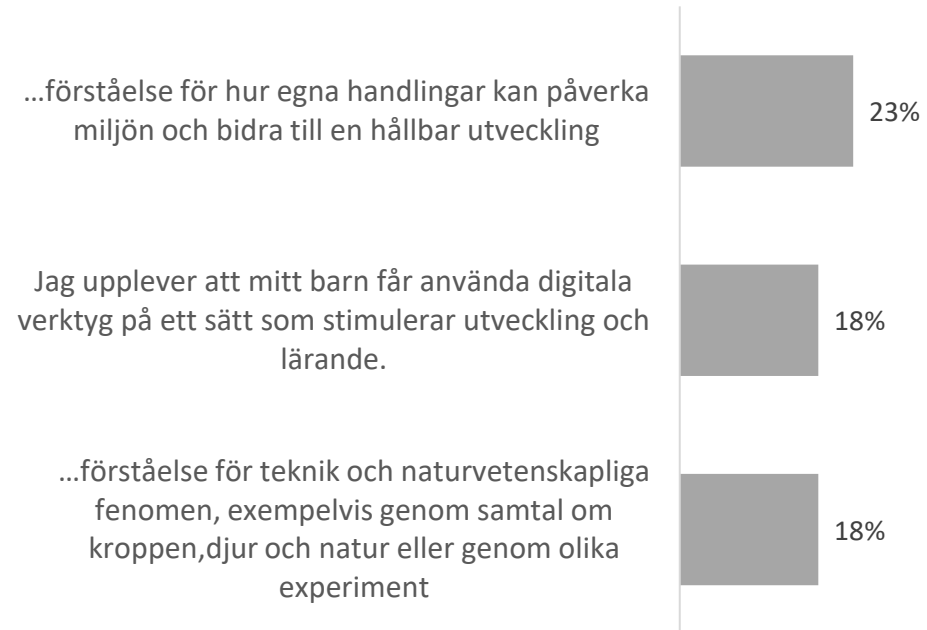 ...förståelse för hur egna handlingar kan påverka
miljön och bidra till en hållbar utveckling
23%
Jag upplever att mitt barn får använda digitala
verktyg på ett sätt som stimulerar utveckling och
lärande.
18%
...förståelse för teknik och naturvetenskapliga
fenomen, exempelvis genom samtal om
kroppen,djur och natur eller genom olika
experiment
18%